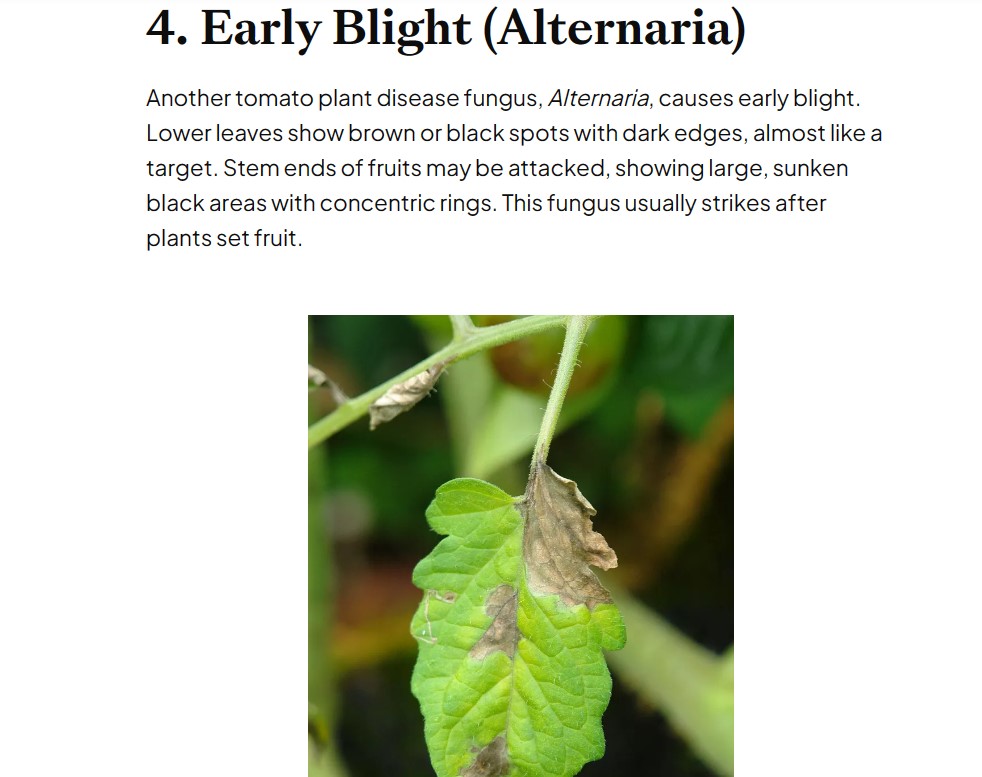 4. Early Blight (Alternaria)
Another tomato plant disease fungus, Alternaria, causes early blight.
Lower leaves show brown or black spots with dark edges, almost like a
target. Stem ends of fruits may be attacked, showing large, sunken
black areas with concentric rings. This fungus usually strikes after
plants set fruit.